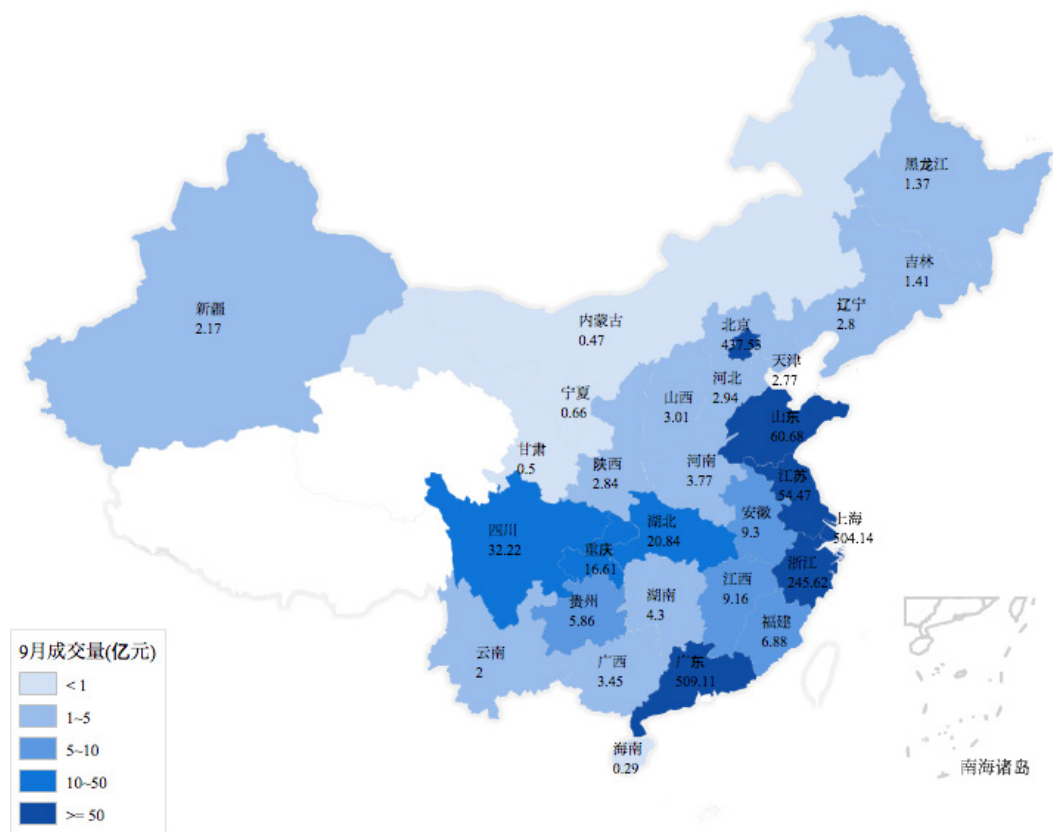 黑龙江
1.37
吉林
1.41
新疆
2.17
辽宁
2.8
内蒙古
0.47
北京
437.53
天津
2.77
河北
2.94
宁夏
0.66
山西
3.01
山东
60.68
甘肃
0.5
陕西
2.84
河南
3.77
江苏
54.47
安徽
9.3
上海
504.14
四川
32.22
湖北
20.84
重庆
16.61
浙江
245.62
江西
9.16
贵州
5.86
湖南
4.3
福建
6.88
云南
2
广西
3.45
广东
509.11
海南
0.29
南海诸岛
9月成交量(亿元)
< 1
1~5
5~10
10~50
>= 50